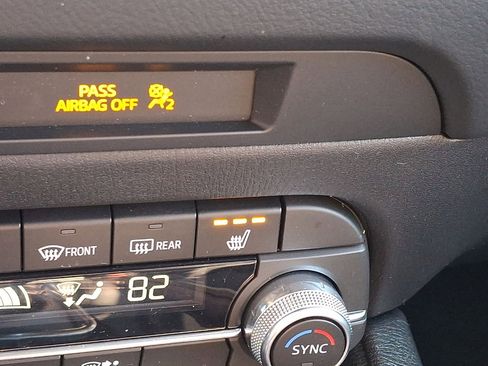 PASS
AIRBAG OFF 2
FRONT
REAR
82
SYNC